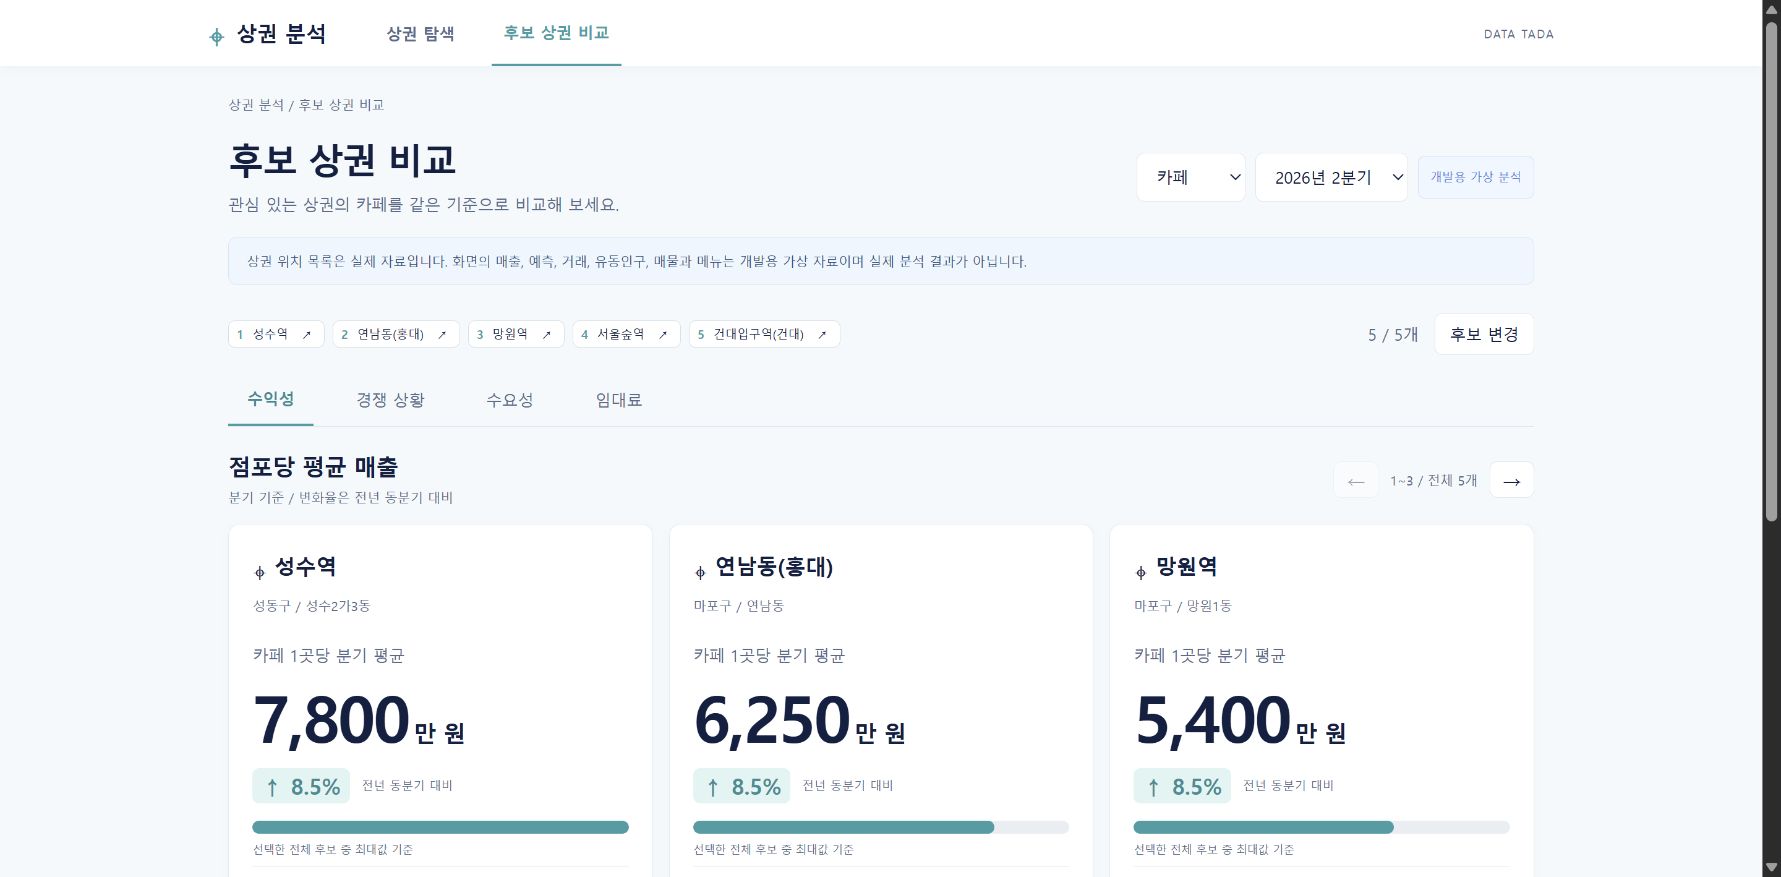 상권 분석
상권 탐색
후보 상권 비교
DATA TADA
상권 분석 / 후보 상권 비교
후보 상권 비교
관심 있는 상권의 카페를 같은 기준으로 비교해 보세요.
카페
2026년 2분기
개발용 가상 분석
상권 위치 목록은 실제 자료입니다. 화면의 매출, 예측, 거래, 유동인구, 매물과 메뉴는 개발용 가상 자료이며 실제 분석 결과가 아닙니다.
1 성수역 ↗
2 연남동(홍대) ↗
3 망원역 ↗
4 서울숲역 ↗
5 건대입구역(건대) ↗
5 / 5개
후보 변경
수익성
경쟁 상황
수요성
임대료
점포당 평균 매출
분기 기준 / 변화율은 전년 동분기 대비
←
1~3 / 전체 5개
→
성수역
성동구 / 성수2가3동
카페 1곳당 분기 평균
7,800만 원
↑ 8.5% 전년 동분기 대비
선택한 전체 후보 중 최대값 기준
연남동(홍대)
마포구 / 연남동
카페 1곳당 분기 평균
6,250만 원
↑ 8.5% 전년 동분기 대비
선택한 전체 후보 중 최대값 기준
망원역
마포구 / 망원1동
카페 1곳당 분기 평균
5,400만 원
↑ 8.5% 전년 동분기 대비
선택한 전체 후보 중 최대값 기준